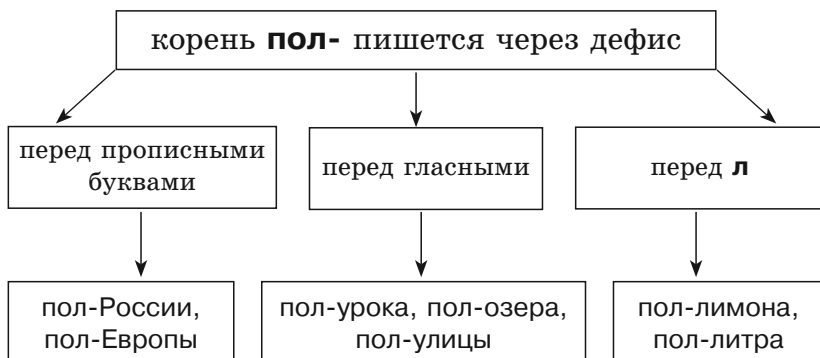 корень пол- пишется через дефис
перед прописными
буквами
перед гласными
перед л
пол-России,
пол-Европы
пол-урока, пол-озера,
пол-улицы
пол-лимона,
пол-литра